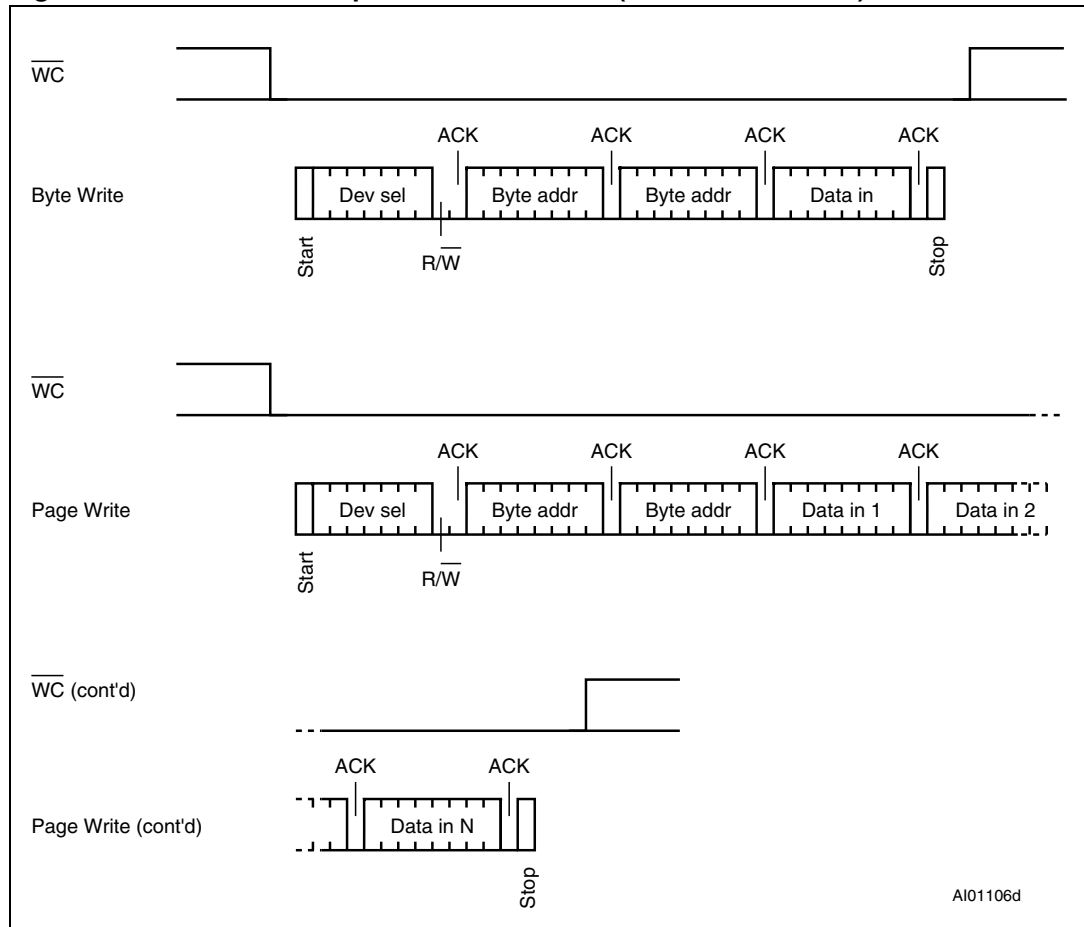 WC
ACK ACK ACK ACK
Byte Write Dev sel Byte addr Byte addr Data in
Start R/W Stop
WC
ACK ACK ACK ACK
Page Write Dev sel Byte addr Byte addr Data in 1 Data in 2
Start R/W
WC (cont'd)
ACK ACK
Page Write (cont'd) Data in N
Stop
AI01106d